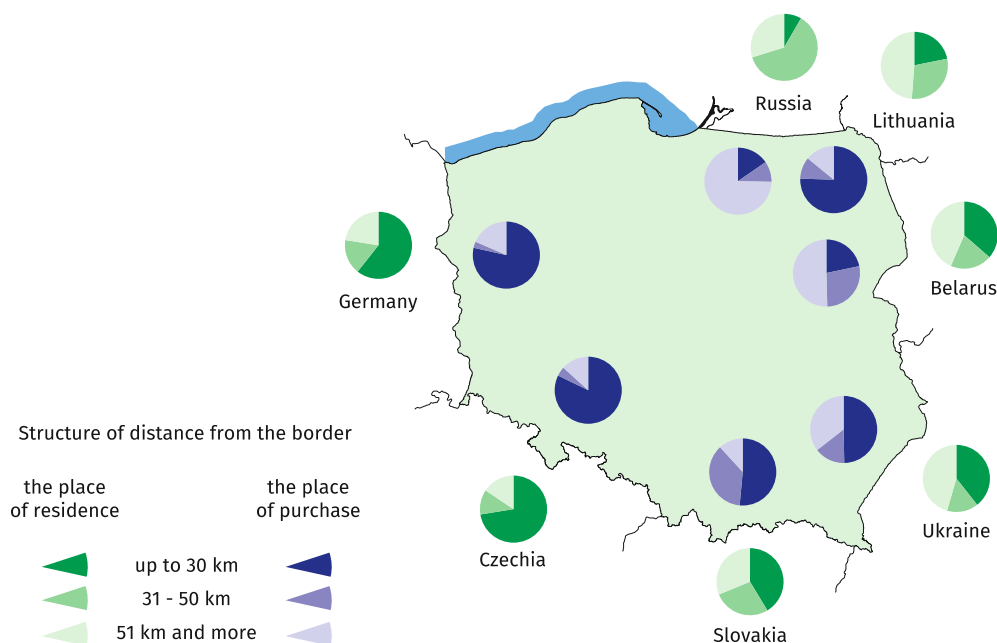 Russia
Lithuania
Germany
Belarus
Structure of distance from the border
the place
of residence
the place
of purchase
Czechia
Ukraine
up to 30 km
31 - 50 km
51 km and more
Slovakia